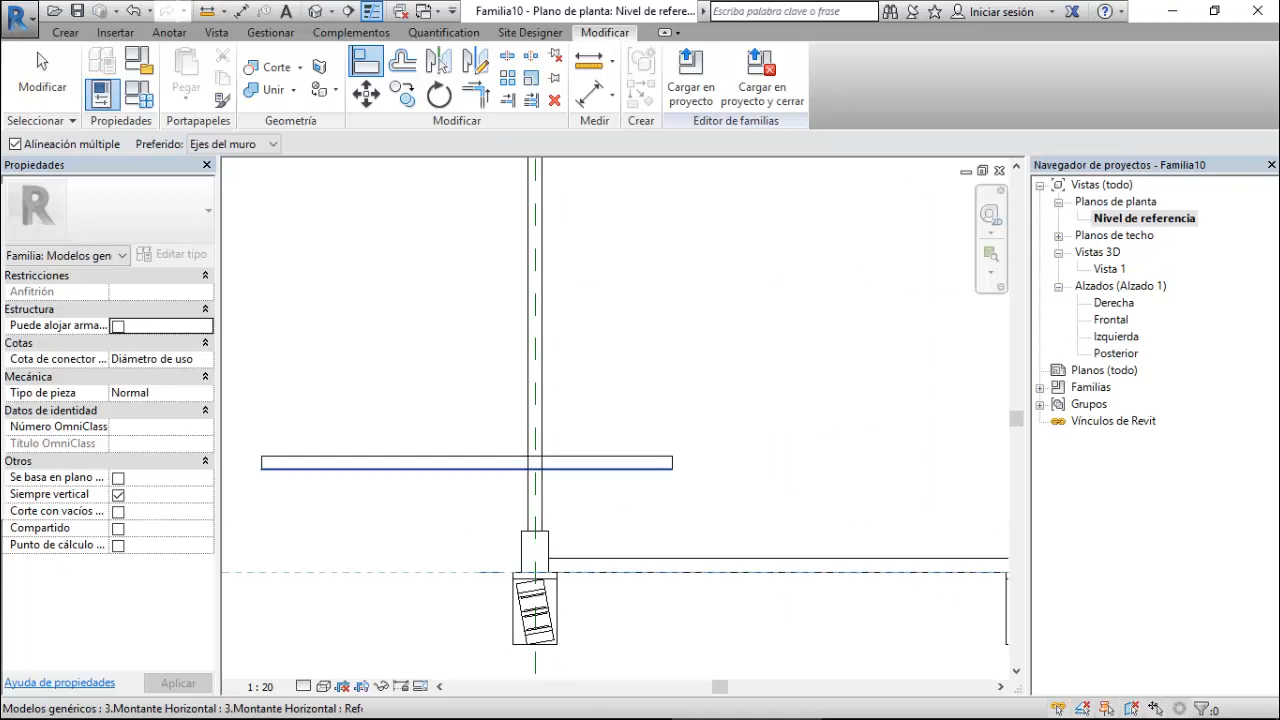 Familia10 - Plano de planta: Nivel de refere...
Escriba palabra clave o frase
Iniciar sesión
Crear
Insertar
Anotar
Vista
Gestionar
Complementos
Quantification
Site Designer
Modificar
Modificar
Pegar
Corte
Unir
Cargar en
proyecto
Cargar en
proyecto y cerrar
Seleccionar
Propiedades
Portapapeles
Geometría
Modificar
Medir
Crear
Editor de familias
Alineación múltiple
Preferido:
Ejes del muro
Propiedades
Familia: Modelos gen
Editar tipo
Restricciones
Anfitrión
Estructura
Puede alojar arma...
Cotas
Cota de conector ...
Diámetro de uso
Mecánica
Tipo de pieza
Normal
Datos de identidad
Número OmniClass
Título OmniClass
Otros
Se basa en plano ...
Siempre vertical
Corte con vacíos ...
Compartido
Punto de cálculo ...
Ayuda de propiedades
Aplicar
1 : 20
Navegador de proyectos - Familia10
Vistas (todo)
Planos de planta
Nivel de referencia
Planos de techo
Vistas 3D
Vista 1
Alzados (Alzado 1)
Derecha
Frontal
Izquierda
Posterior
Planos (todo)
Familias
Grupos
Vínculos de Revit
Modelos genéricos : 3.Montante Horizontal : 3.Montante Horizontal : Refe
:0